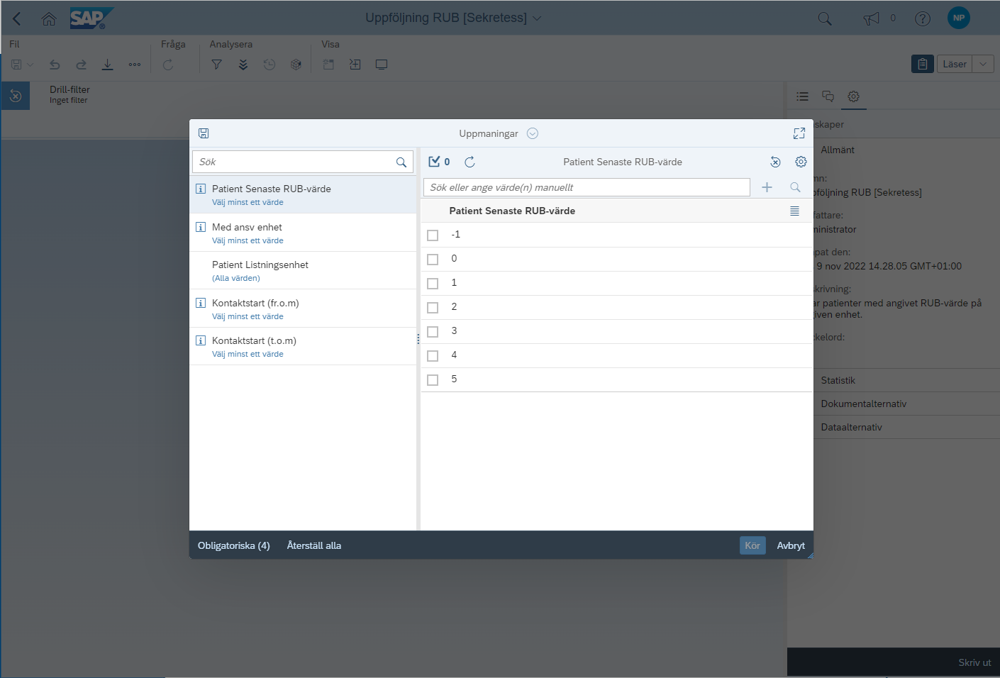 SAP
Uppföljning RUB [Sekretess]
0
NP
Fil
Fråga
Analysera
Visa
Läser
Drill-filter
Inget filter
skaper
Allmänt
mn:
pföljning RUB [Sekretess]
fattare:
ministrator
pat den:
9 nov 2022 14.28.05 GMT+01:00
krivning:
ar patienter med angivet RUB-värde på
given enhet.
kelord:
Statistik
Dokumentalternativ
Dataalternativ
Skriv ut
Uppmaningar
Sök
Patient Senaste RUB-värde
Välj minst ett värde
Med ansv enhet
Välj minst ett värde
Patient Listningsenhet
(Alla värden)
Kontaktstart (fr.o.m)
Välj minst ett värde
Kontaktstart (t.o.m)
Välj minst ett värde
0
Patient Senaste RUB-värde
Sök eller ange värde(n) manuellt
Patient Senaste RUB-värde
-1
0
1
2
3
4
5
Obligatoriska (4)
Återställ alla
Kör
Avbryt